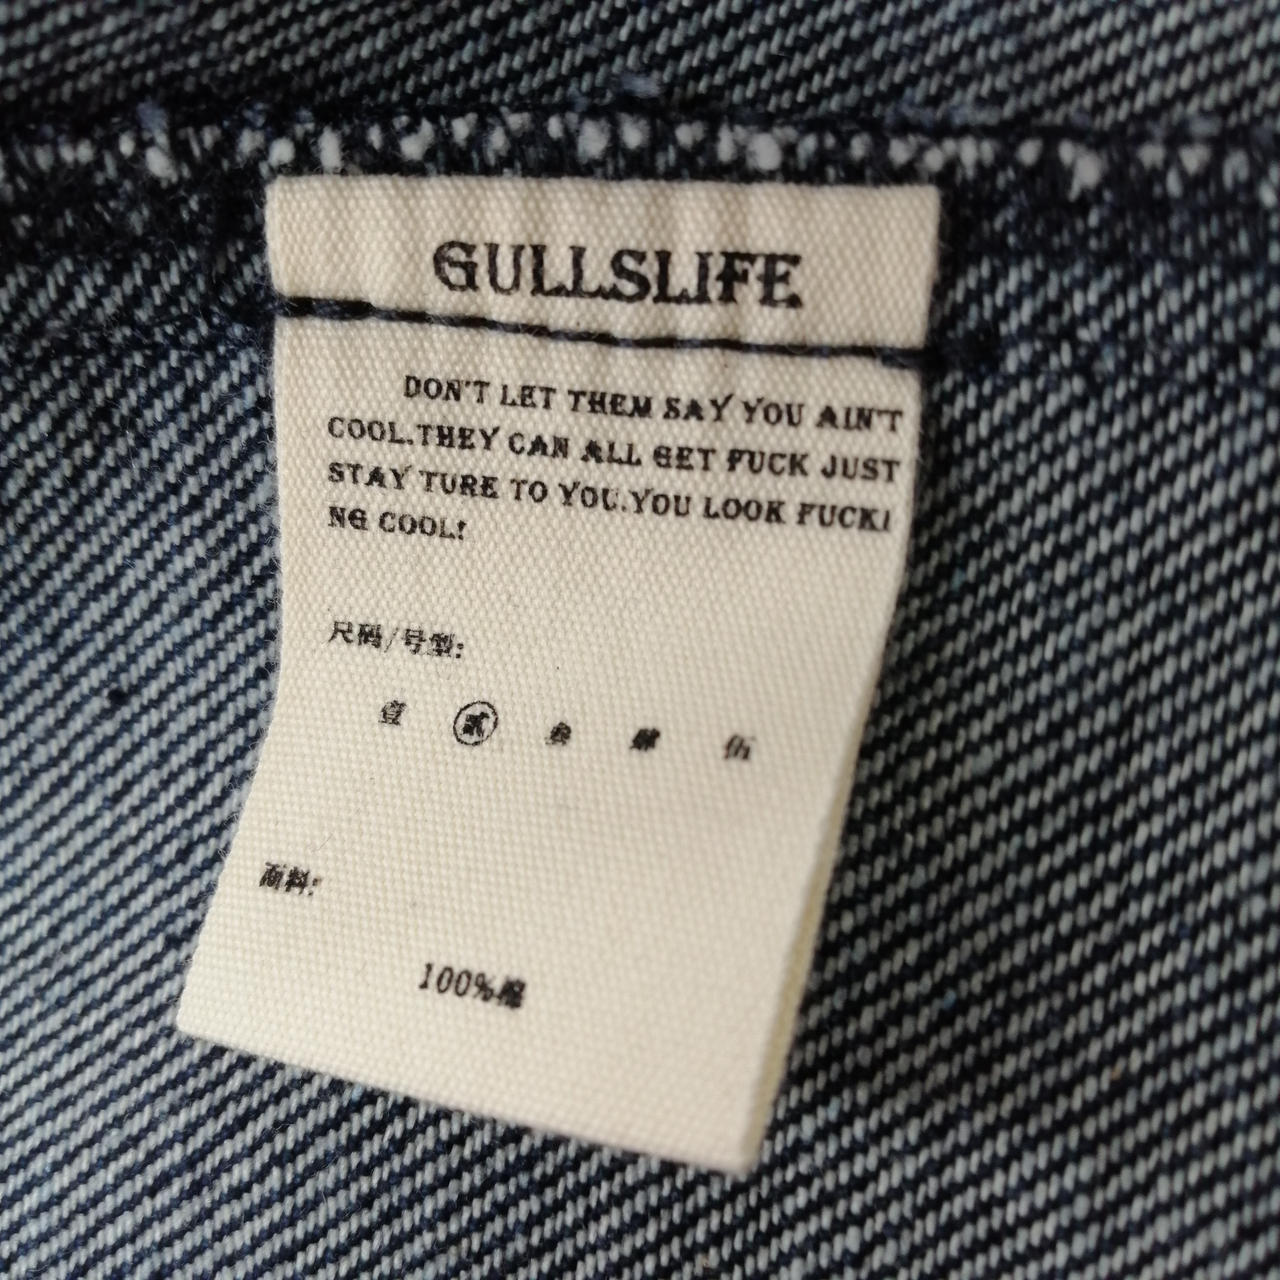 GULLSLIFE
DON'T LET THEM SAY YOU AIN'T
COOL.THEY CAN ALL GET FUCK JUST
STAY TURE TO YOU.YOU LOOK FUCKI
NG COOL!
尺码/号型:
壹 贰 叁 肆 伍
面料:
100%棉